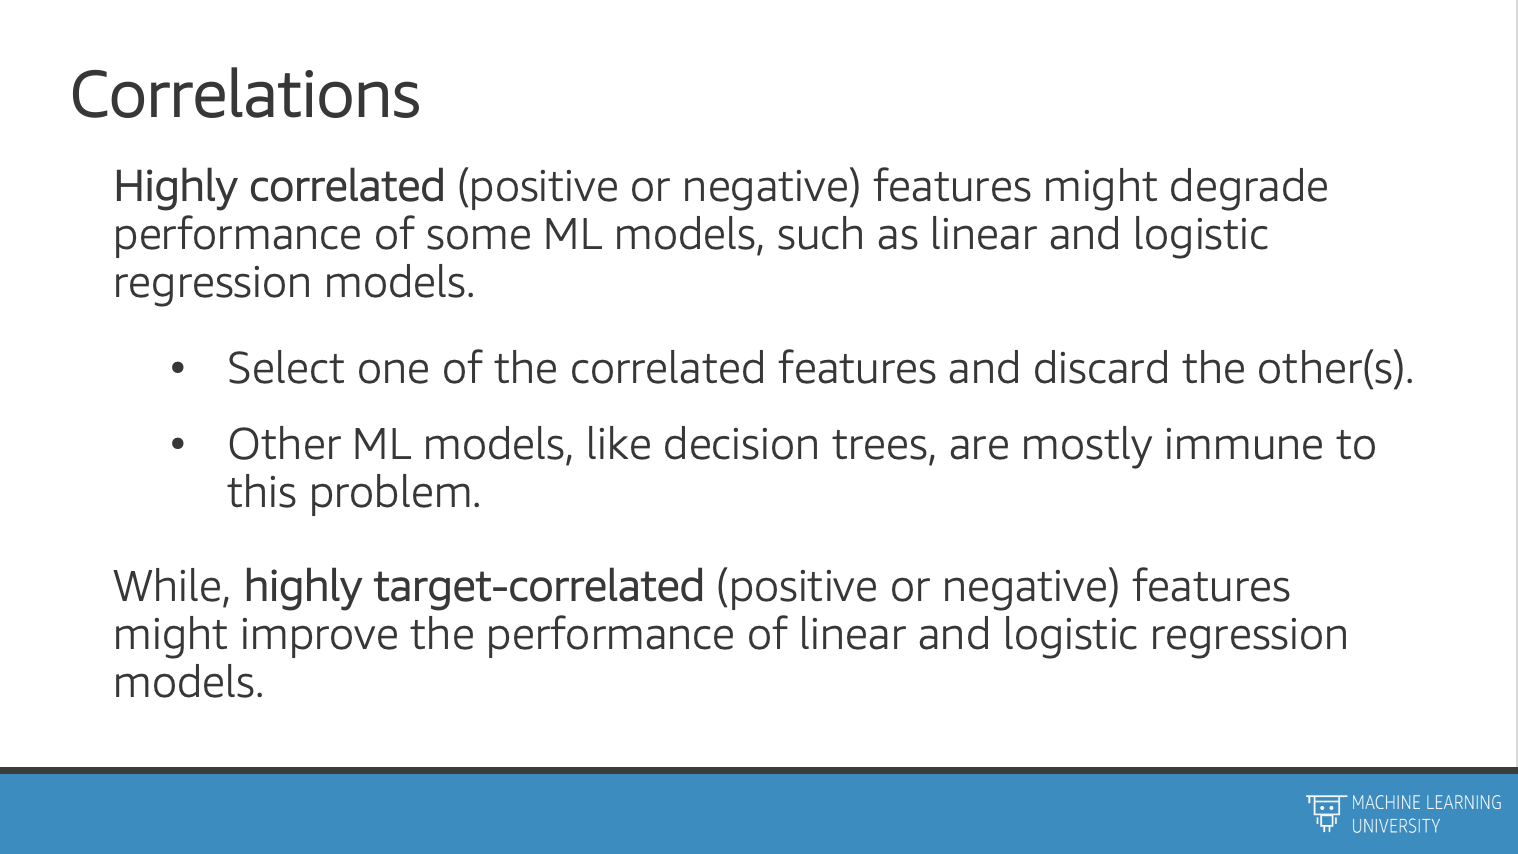 Correlations
Highly correlated (positive or negative) features might degrade
performance of some ML models, such as linear and logistic
regression models.
• Select one of the correlated features and discard the other(s).
• Other ML models, like decision trees, are mostly immune to
this problem.
While, highly target-correlated (positive or negative) features
might improve the performance of linear and logistic regression
models.
MACHINE LEARNING
UNIVERSITY